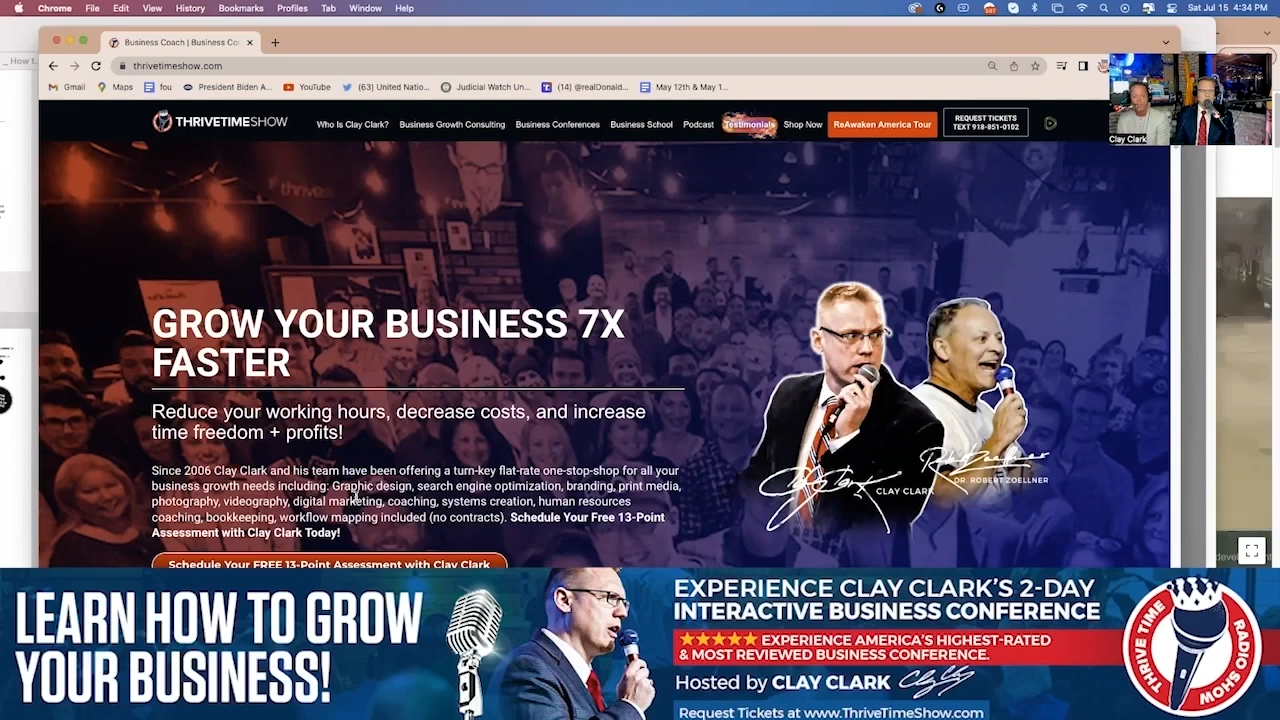 Chrome File Edit View History Bookmarks Profiles Tab Window Help
Sat Jul 15 4:34 PM
_ How t.
Business Coach | Business Co
thrivetimeshow.com
Gmail Maps fou President Biden A... YouTube (63) United Natio... Judicial Watch Un... (14) @realDonald... May 12th & May 1...
Clay Clark
THRIVETIMESHOW
Who Is Clay Clark? Business Growth Consulting Business Conferences Business School Podcast Testimonials Shop Now ReAwaken America Tour
REQUEST TICKETS
TEXT 918-851-0102
thrive
GROW YOUR BUSINESS 7X
FASTER
Reduce your working hours, decrease costs, and increase
time freedom + profits!
Since 2006 Clay Clark and his team have been offering a turn-key flat-rate one-stop-shop for all your
business growth needs including: Graphic design, search engine optimization, branding, print media,
photography, videography, digital marketing, coaching, systems creation, human resources
coaching, bookkeeping, workflow mapping included (no contracts). Schedule Your Free 13-Point
Assessment with Clay Clark Today!
Schedule Your FREE 13-Point Assessment with Clay Clark
Clay Clark
CLAY CLARK
DR. ROBERT ZOELLNER
LEARN HOW TO GROW
YOUR BUSINESS!
EXPERIENCE CLAY CLARK'S 2-DAY
INTERACTIVE BUSINESS CONFERENCE
EXPERIENCE AMERICA'S HIGHEST-RATED
& MOST REVIEWED BUSINESS CONFERENCE.
Hosted by CLAY CLARK
Request Tickets at www.ThriveTimeShow.com
THRIVE TIME RADIO SHOW